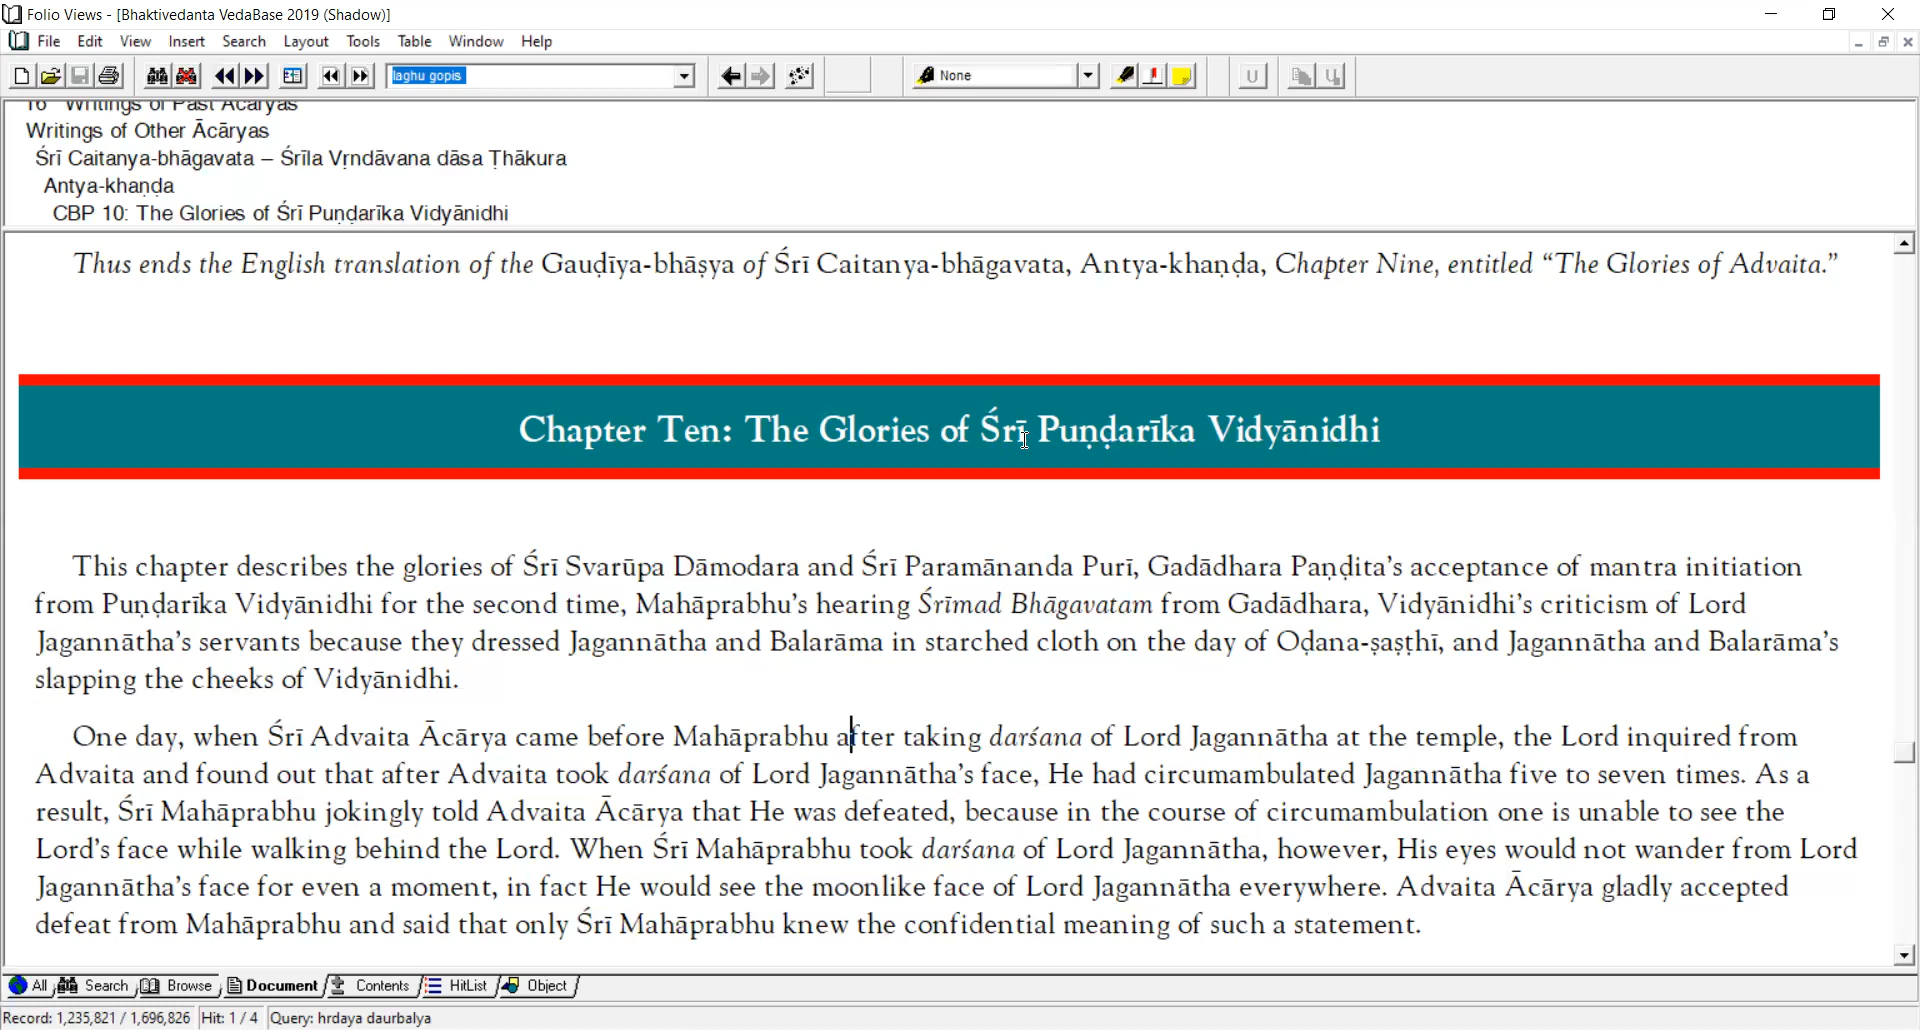 Folio Views - [Bhaktivedanta VedaBase 2019 (Shadow)]
File Edit View Insert Search Layout Tools Table Window Help
laghu gopis None U
16 Writings of Past Ācāryas
Writings of Other Ācāryas
Śrī Caitanya-bhāgavata – Śrīla Vṛndāvana dāsa Ṭhākura
Antya-khaṇḍa
CBP 10: The Glories of Śrī Puṇḍarīka Vidyānidhi
Thus ends the English translation of the Gauḍīya-bhāṣya of Śrī Caitanya-bhāgavata, Antya-khaṇḍa, Chapter Nine, entitled “The Glories of Advaita.”
Chapter Ten: The Glories of Śrī Puṇḍarīka Vidyānidhi
This chapter describes the glories of Śrī Svarūpa Dāmodara and Śrī Paramānanda Purī, Gadādhara Paṇḍita’s acceptance of mantra initiation
from Puṇḍarīka Vidyānidhi for the second time, Mahāprabhu’s hearing Śrīmad Bhāgavatam from Gadādhara, Vidyānidhi’s criticism of Lord
Jagannātha’s servants because they dressed Jagannātha and Balarāma in starched cloth on the day of Oḍana-ṣaṣṭhī, and Jagannātha and Balarāma’s
slapping the cheeks of Vidyānidhi.
One day, when Śrī Advaita Ācārya came before Mahāprabhu after taking darśana of Lord Jagannātha at the temple, the Lord inquired from
Advaita and found out that after Advaita took darśana of Lord Jagannātha’s face, He had circumambulated Jagannātha five to seven times. As a
result, Śrī Mahāprabhu jokingly told Advaita Ācārya that He was defeated, because in the course of circumambulation one is unable to see the
Lord’s face while walking behind the Lord. When Śrī Mahāprabhu took darśana of Lord Jagannātha, however, His eyes would not wander from Lord
Jagannātha’s face for even a moment, in fact He would see the moonlike face of Lord Jagannātha everywhere. Advaita Ācārya gladly accepted
defeat from Mahāprabhu and said that only Śrī Mahāprabhu knew the confidential meaning of such a statement.
All Search Browse Document Contents HitList Object
Record: 1,235,821 / 1,696,826 Hit: 1 / 4 Query: hrdaya daurbalya